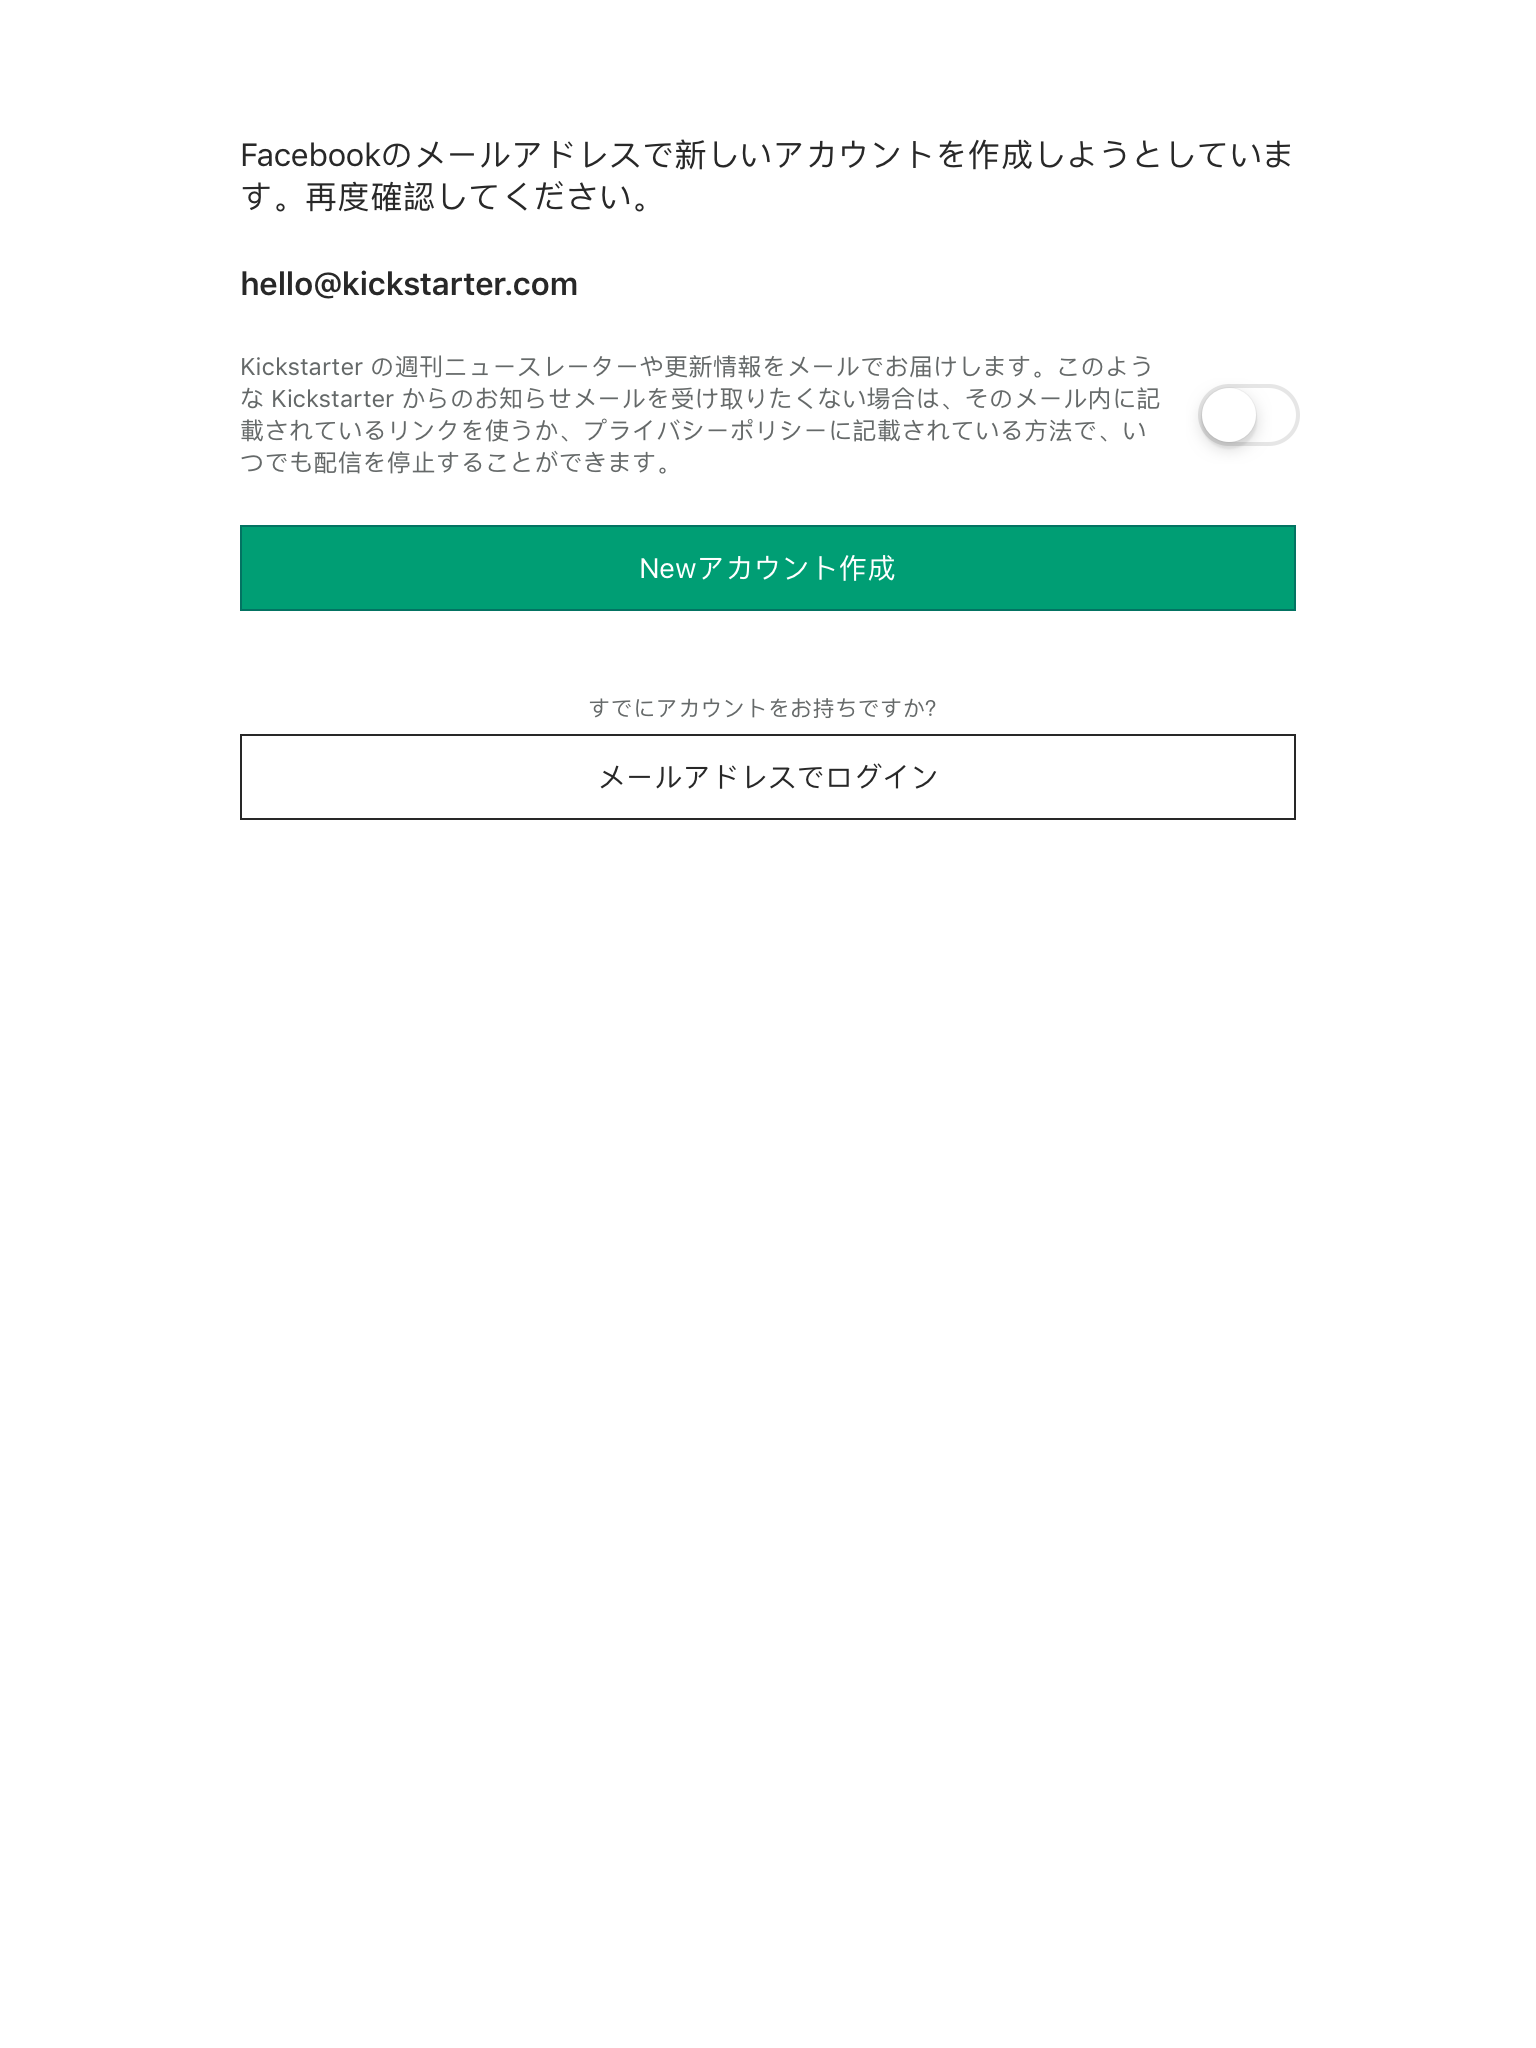 Facebookのメールアドレスで新しいアカウントを作成しようとしていま
す。再度確認してください。
hello@kickstarter.com
Kickstarter の週刊ニュースレーターや更新情報をメールでお届けします。このよう
な Kickstarter からのお知らせメールを受け取りたくない場合は、そのメール内に記
載されているリンクを使うか、プライバシーポリシーに記載されている方法で、い
つでも配信を停止することができます。
Newアカウント作成
すでにアカウントをお持ちですか?
メールアドレスでログイン